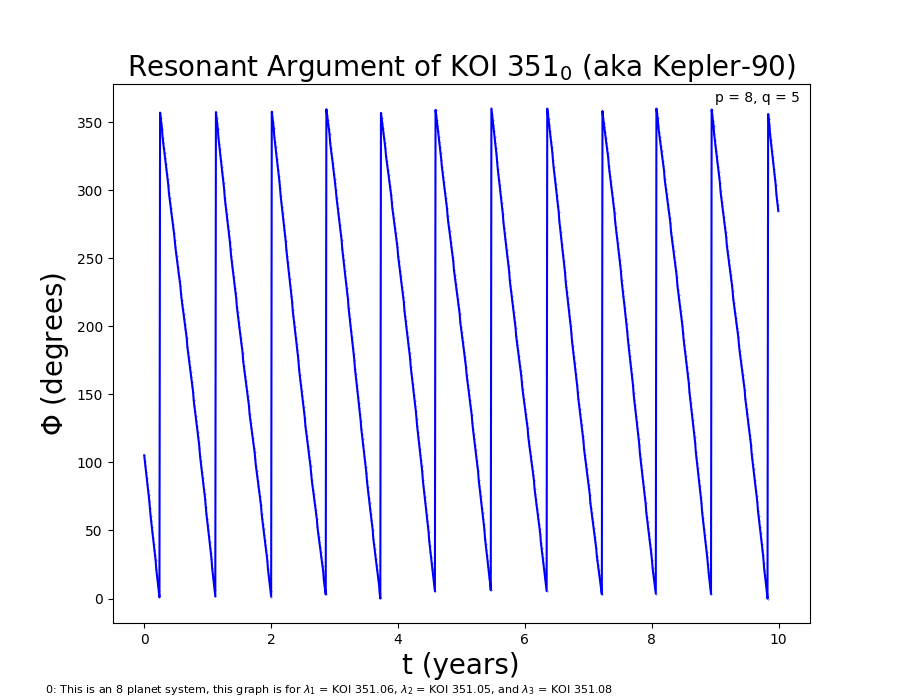 Resonant Argument of KOI 351₀ (aka Kepler-90)
p = 8, q = 5
Φ (degrees)
350
300
250
200
150
100
50
0
0 2 4 6 8 10
t (years)
0: This is an 8 planet system, this graph is for λ₁ = KOI 351.06, λ₂ = KOI 351.05, and λ₃ = KOI 351.08